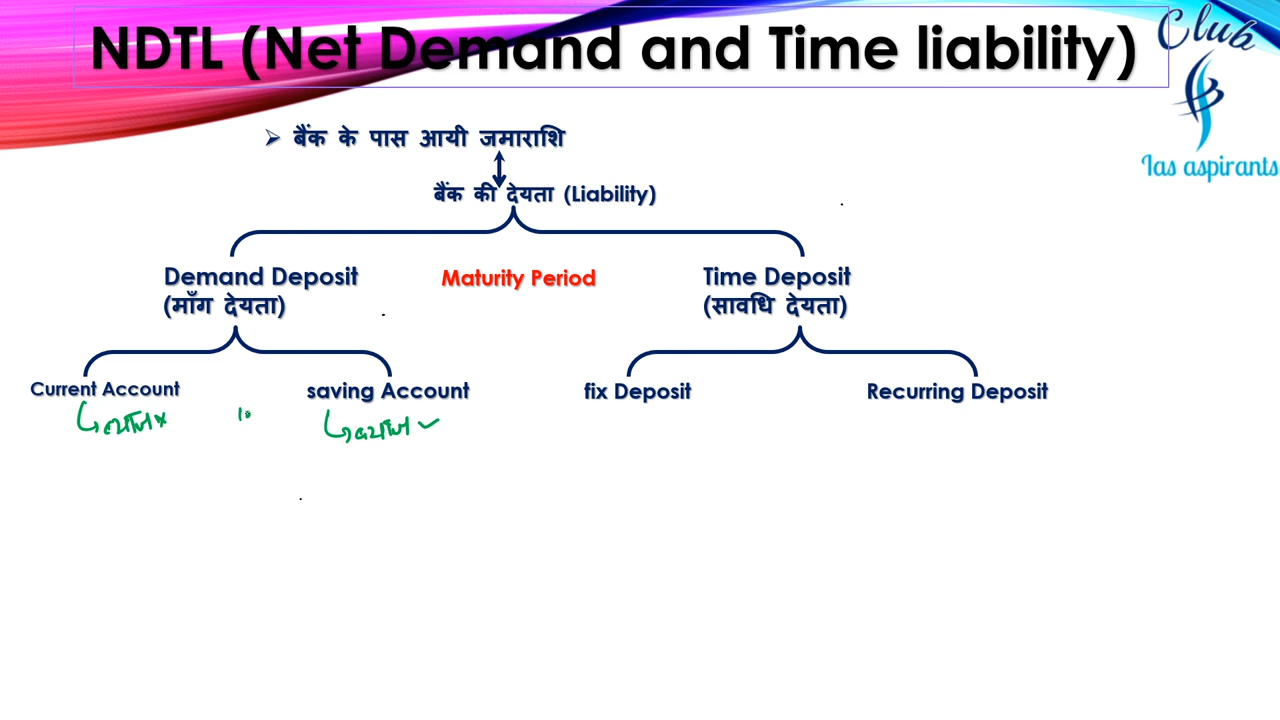 NDTL (Net Demand and Time liability)
Club
Ias aspirants
➢ बैंक के पास आयी जमाराशि
बैंक की देयता (Liability)
Demand Deposit
(माँग देयता)
Maturity Period
Time Deposit
(सावधि देयता)
Current Account
saving Account
fix Deposit
Recurring Deposit